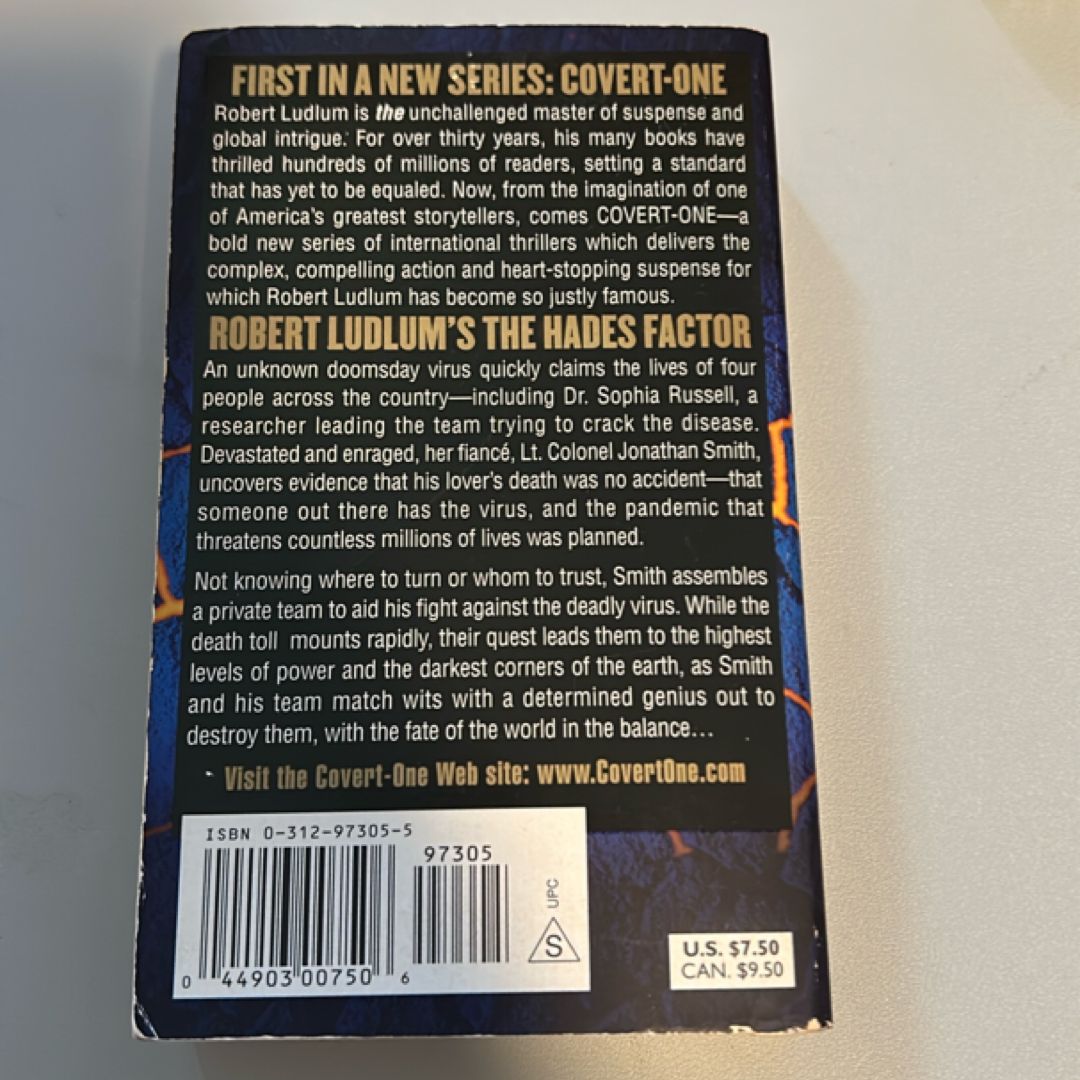 FIRST IN A NEW SERIES: COVERT-ONE
Robert Ludlum is the unchallenged master of suspense and
global intrigue. For over thirty years, his many books have
thrilled hundreds of millions of readers, setting a standard
that has yet to be equaled. Now, from the imagination of one
of America's greatest storytellers, comes COVERT-ONE—a
bold new series of international thrillers which delivers the
complex, compelling action and heart-stopping suspense for
which Robert Ludlum has become so justly famous.
ROBERT LUDLUM'S THE HADES FACTOR
An unknown doomsday virus quickly claims the lives of four
people across the country—including Dr. Sophia Russell, a
researcher leading the team trying to crack the disease.
Devastated and enraged, her fiancé, Lt. Colonel Jonathan Smith,
uncovers evidence that his lover's death was no accident—that
someone out there has the virus, and the pandemic that
threatens countless millions of lives was planned.
Not knowing where to turn or whom to trust, Smith assembles
a private team to aid his fight against the deadly virus. While the
death toll mounts rapidly, their quest leads them to the highest
levels of power and the darkest corners of the earth, as Smith
and his team match wits with a determined genius out to
destroy them, with the fate of the world in the balance...
Visit the Covert-One Web site: www.CovertOne.com
ISBN 0-312-97305-5
97305
UPC
S
0 44903 00750 6
U.S. $7.50
CAN. $9.50